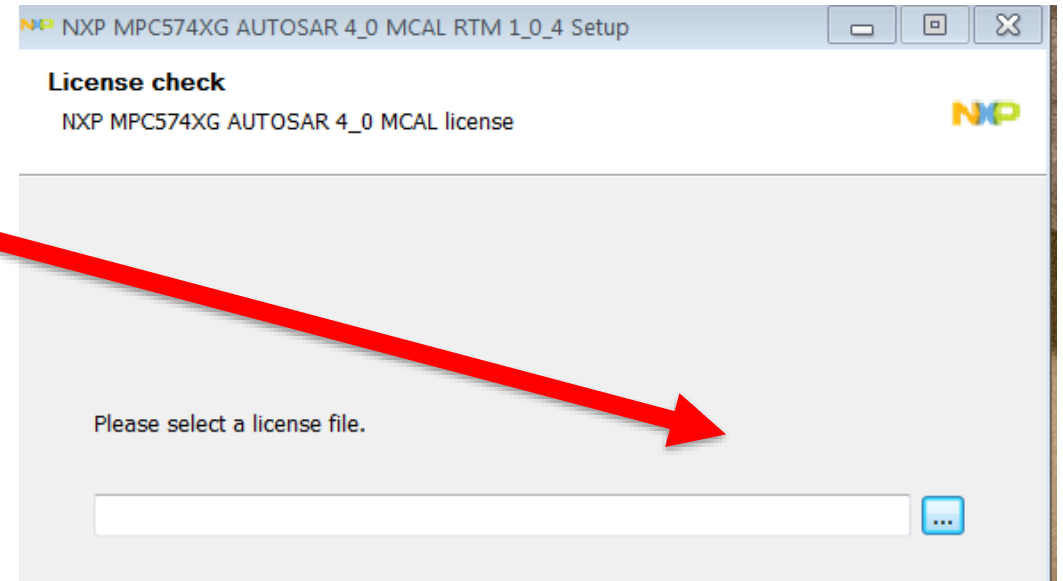 NXP NXP MPC574XG AUTOSAR 4_0 MCAL RTM 1_0_4 Setup
License check
NXP MPC574XG AUTOSAR 4_0 MCAL license
NXP
Please select a license file.
...